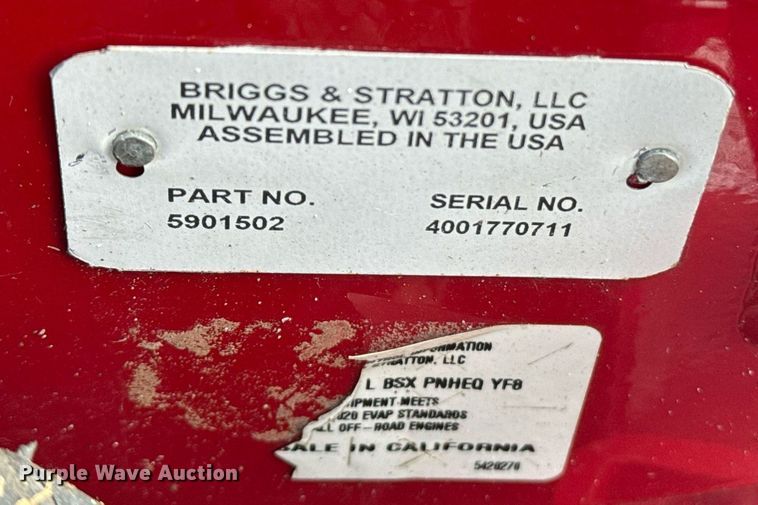 BRIGGS & STRATTON, LLC
MILWAUKEE, WI 53201, USA
ASSEMBLED IN THE USA
PART NO.
5901502
SERIAL NO.
4001770711
STRATTON, LLC
L BSX PNHEQ YF8
MEETS
EVAP STANDARDS
OFF-ROAD ENGINES
IN CALIFORNIA
5420270
Purple Wave Auction